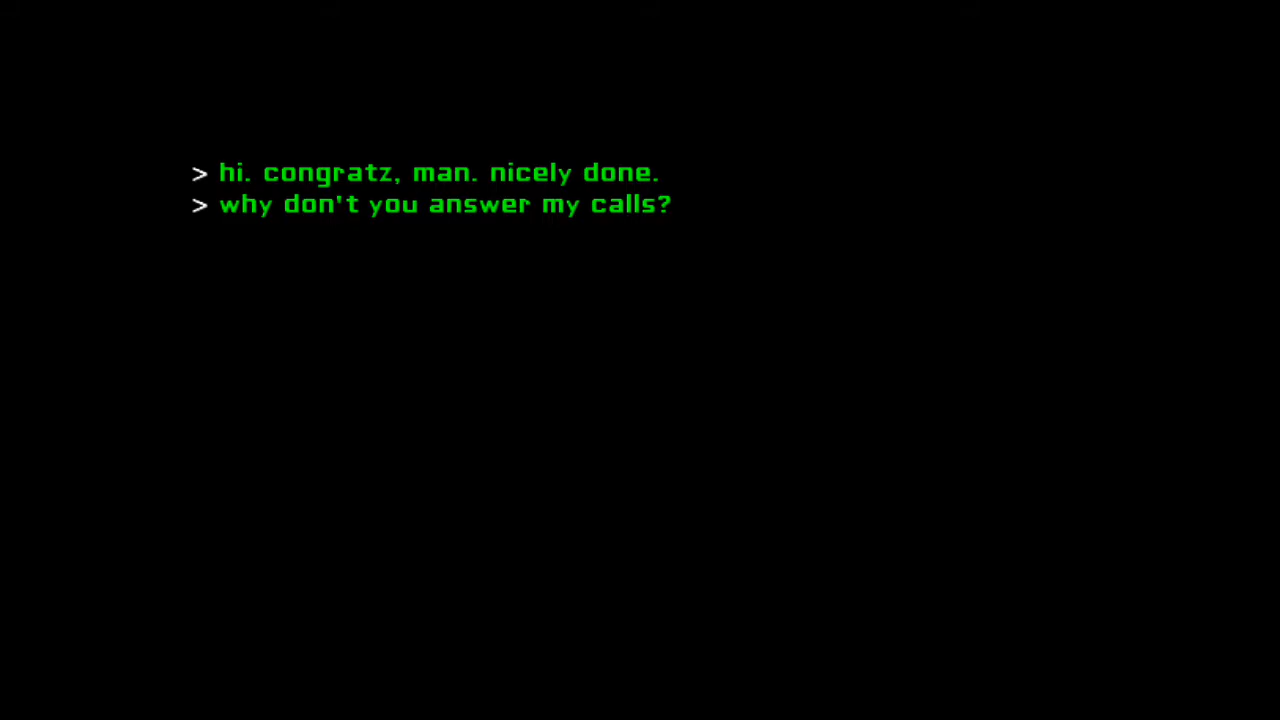 > hi. congratz, man. nicely done.
> why don't you answer my calls?